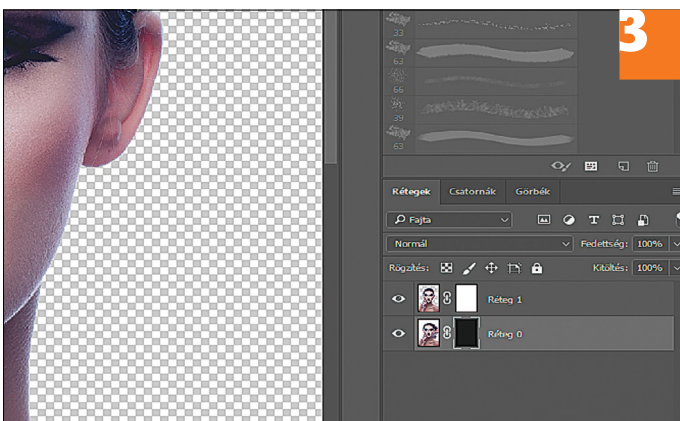 3
33
63
66
39
63
Rétegek Csatornák Görbék
Fajta
Normál Fedettség: 100%
Rögzítés: Kitöltés: 100%
Réteg 1
Réteg 0